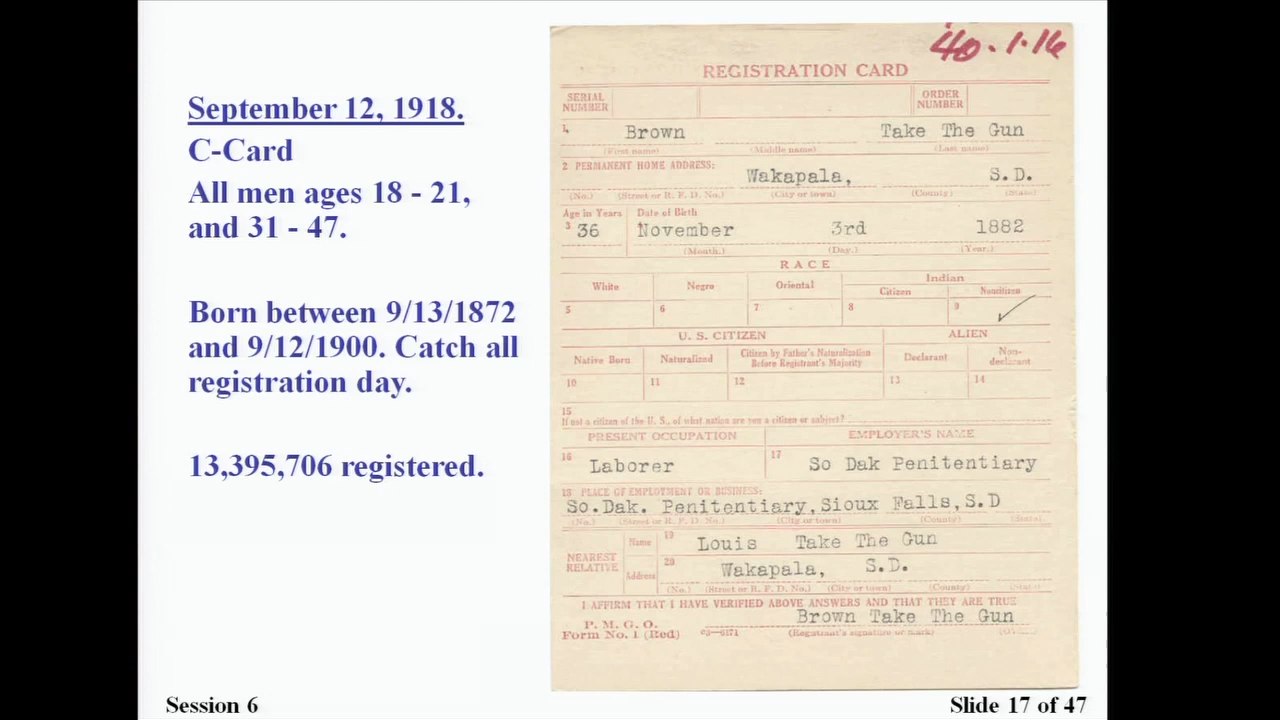 September 12, 1918.
C-Card
All men ages 18 - 21,
and 31 - 47.
Born between 9/13/1872
and 9/12/1900. Catch all
registration day.
13,395,706 registered.
40-1-16
REGISTRATION CARD
SERIAL NUMBER ORDER NUMBER
1 Brown Take The Gun
(First name) (Middle name) (Last name)
2 PERMANENT HOME ADDRESS:
Wakapala, S.D.
(No.) (Street or R. F. D. No.) (City or town) (County) (State)
Age in Years Date of Birth
3 36 November 3rd 1882
(Month.) (Day.) (Year.)
RACE
White Negro Oriental Indian
Citizen Noncitizen
5 6 7 8 9
U. S. CITIZEN ALIEN
Native Born Naturalized Citizen by Father's Naturalization Before Registrant's Majority Declarant Non-declarant
10 11 12 13 14
15
If not a citizen of the U. S., of what nation are you a citizen or subject?
PRESENT OCCUPATION EMPLOYER'S NAME
16 Laborer 17 So Dak Penitentiary
18 PLACE OF EMPLOYMENT OR BUSINESS:
So.Dak. Penitentiary,Sioux Falls,S.D
(No.) (Street or R. F. D. No.) (City or town) (County) (State)
NEAREST RELATIVE Name 19 Louis Take The Gun
Address 20 Wakapala, S.D.
(No.) (Street or R. F. D. No.) (City or town) (County) (State)
I AFFIRM THAT I HAVE VERIFIED ABOVE ANSWERS AND THAT THEY ARE TRUE
P. M. G. O. Brown Take The Gun
Form No. 1 (Red) 03—6171 (Registrant's signature or mark)
Session 6
Slide 17 of 47